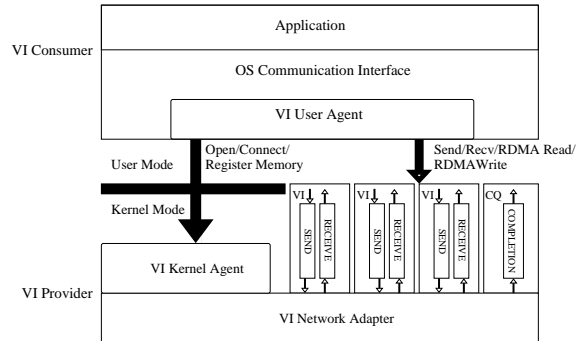 Application
VI Consumer
OS Communication Interface
VI User Agent
Open/Connect/
Register Memory
Send/Recv/RDMA Read/
RDMAWrite
User Mode
Kernel Mode
VI
SEND
RECEIVE
VI
SEND
RECEIVE
VI
SEND
RECEIVE
CQ
COMPLETION
VI Kernel Agent
VI Provider
VI Network Adapter